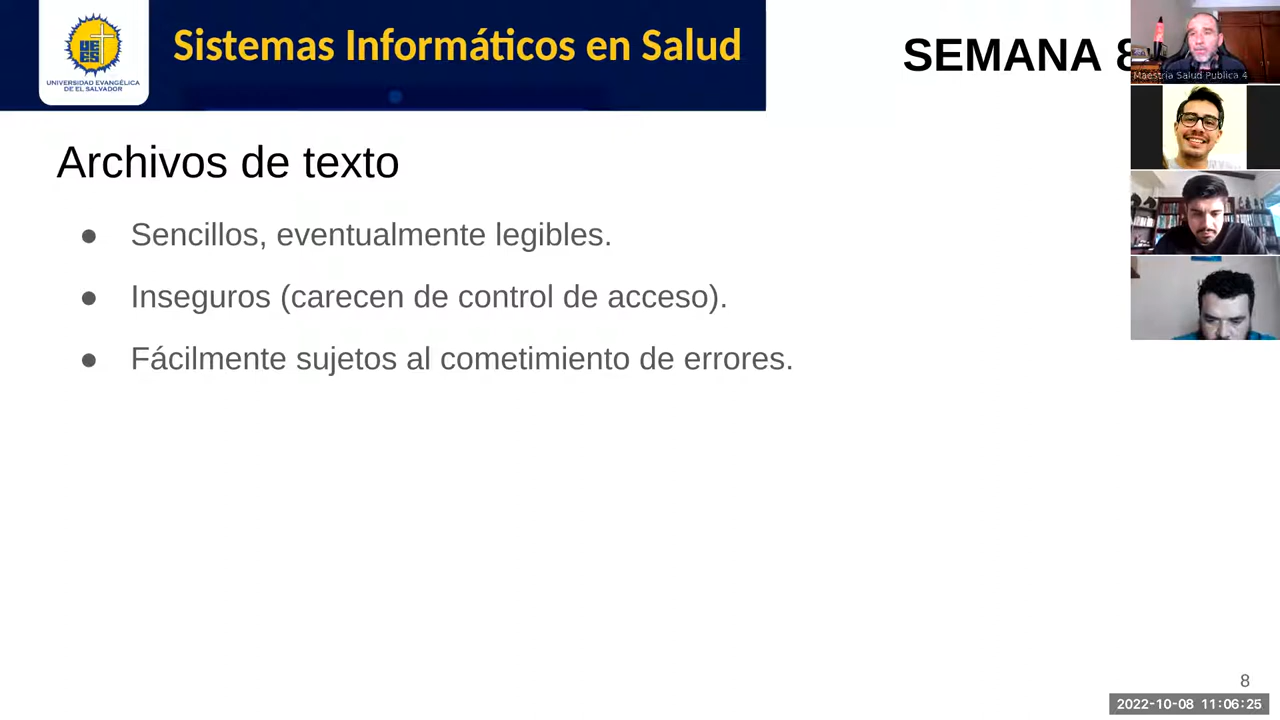 Sistemas Informáticos en Salud
SEMANA 8
UEES
UNIVERSIDAD EVANGÉLICA
DE EL SALVADOR
Maestria Salud Publica 4
Archivos de texto
● Sencillos, eventualmente legibles.
● Inseguros (carecen de control de acceso).
● Fácilmente sujetos al cometimiento de errores.
8
2022-10-08 11:06:25